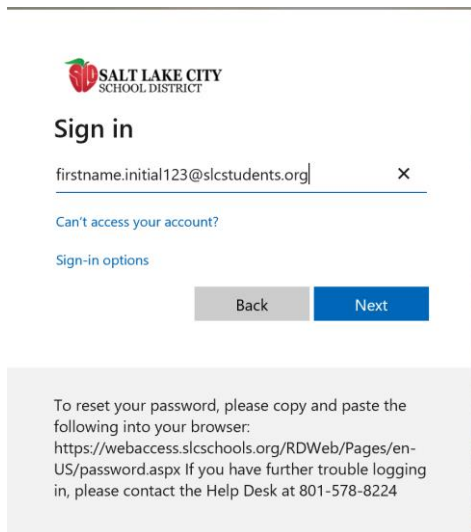 SALT LAKE CITY
SCHOOL DISTRICT
Sign in
firstname.initial123@slcstudents.org
Can't access your account?
Sign-in options
Back
Next
To reset your password, please copy and paste the
following into your browser:
https://webaccess.slcschools.org/RDWeb/Pages/en-
US/password.aspx If you have further trouble logging
in, please contact the Help Desk at 801-578-8224